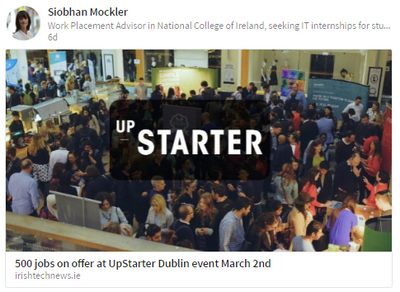 Siobhan Mockler
Work Placement Advisor in National College of Ireland, seeking IT internships for stu...
6d
UP
STARTER
500 jobs on offer at UpStarter Dublin event March 2nd
irishtechnews.ie